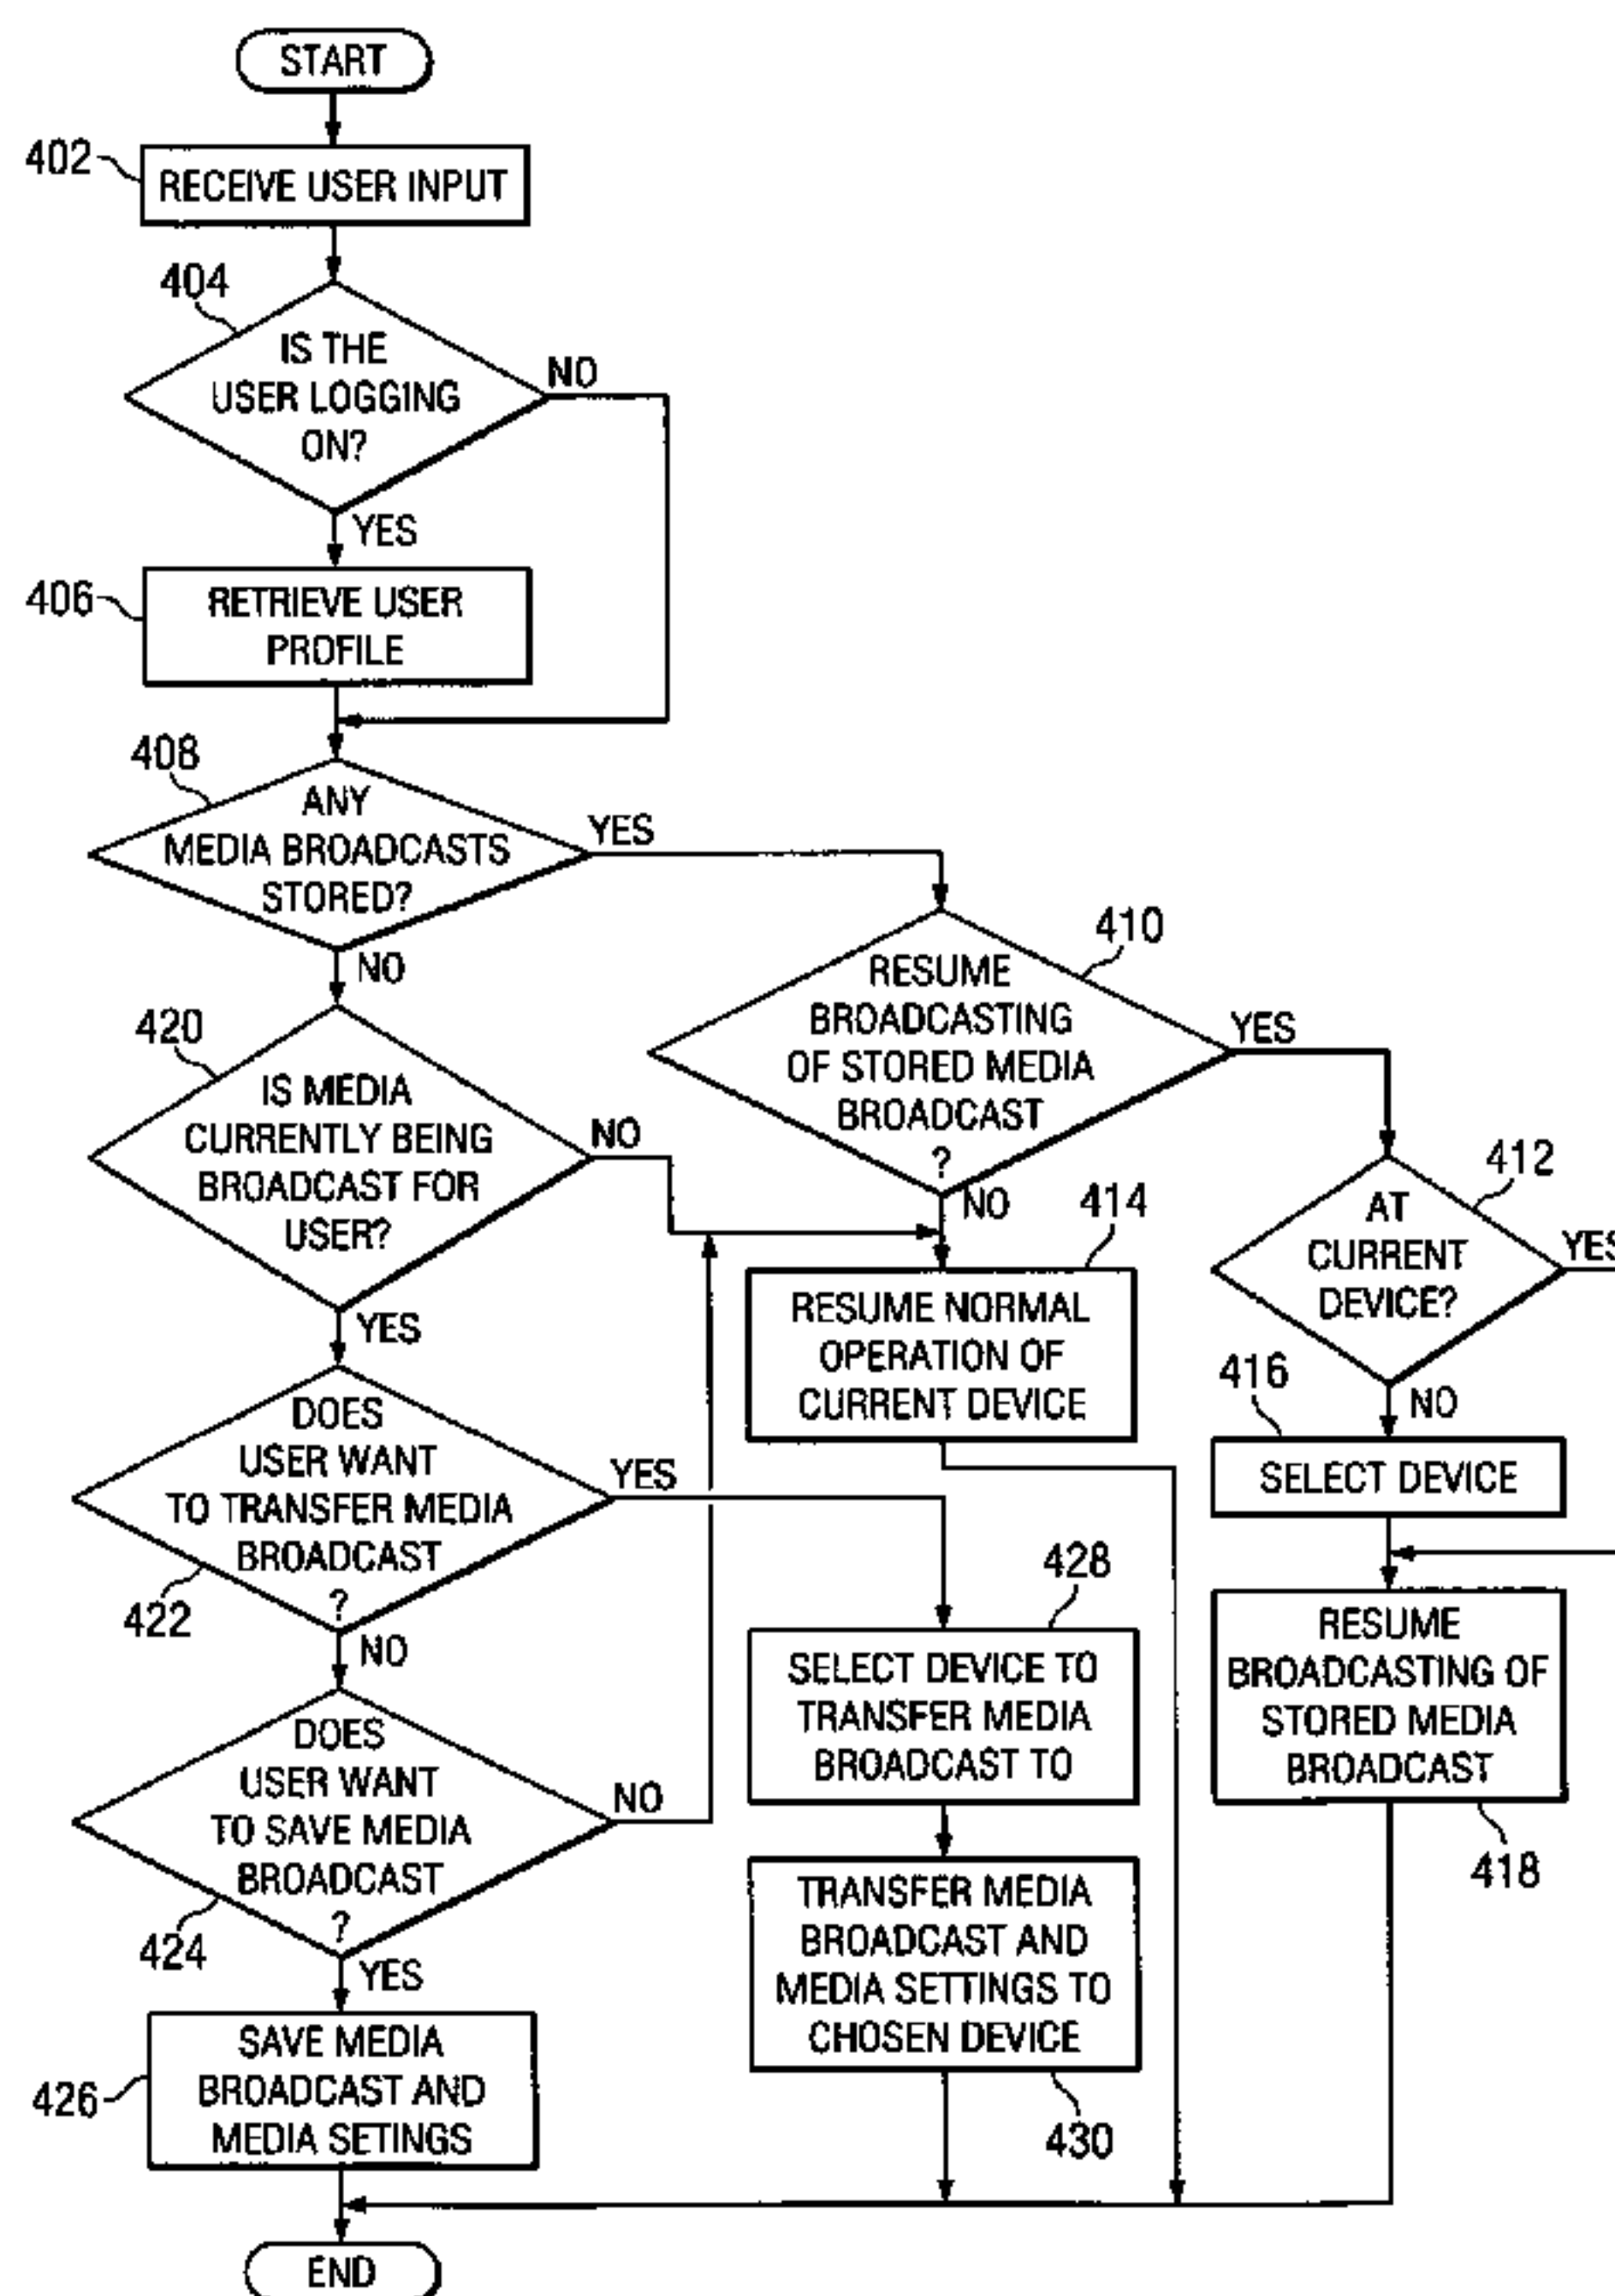 START
402
RECEIVE USER INPUT
404
IS THE
USER LOGGING
ON?
NO
YES
406
RETRIEVE USER
PROFILE
408
ANY
MEDIA BROADCASTS
STORED?
YES
NO
410
RESUME
BROADCASTING
OF STORED MEDIA
BROADCAST
?
YES
NO
420
IS MEDIA
CURRENTLY BEING
BROADCAST FOR
USER?
NO
YES
412
AT
CURRENT
DEVICE?
YES
NO
414
RESUME NORMAL
OPERATION OF
CURRENT DEVICE
416
SELECT DEVICE
DOES
USER WANT
TO TRANSFER MEDIA
BROADCAST
?
422
YES
NO
428
SELECT DEVICE TO
TRANSFER MEDIA
BROADCAST TO
RESUME
BROADCASTING OF
STORED MEDIA
BROADCAST
418
DOES
USER WANT
TO SAVE MEDIA
BROADCAST
?
424
NO
YES
TRANSFER MEDIA
BROADCAST AND
MEDIA SETTINGS TO
CHOSEN DEVICE
430
426
SAVE MEDIA
BROADCAST AND
MEDIA SETINGS
END